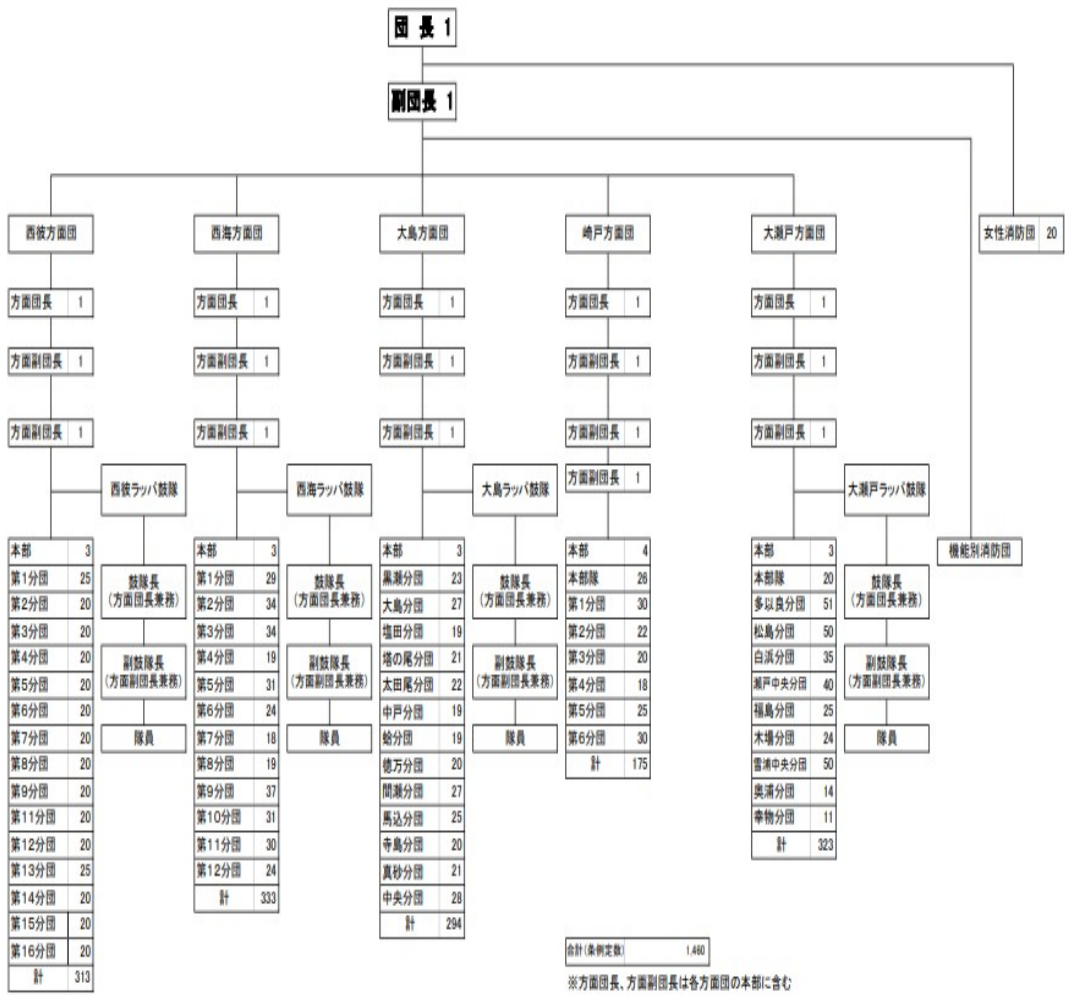 団 長 1
副団長 1
西彼方面団
西海方面団
大島方面団
崎戸方面団
大瀬戸方面団
女性消防団 20
方面団長 1
方面団長 1
方面団長 1
方面団長 1
方面団長 1
方面副団長 1
方面副団長 1
方面副団長 1
方面副団長 1
方面副団長 1
方面副団長 1
方面副団長 1
方面副団長 1
方面副団長 1
方面副団長 1
方面副団長 1
西彼ラッパ鼓隊
西海ラッパ鼓隊
大島ラッパ鼓隊
大瀬戸ラッパ鼓隊
機能別消防団
本部 3
第1分団 25
第2分団 20
第3分団 20
第4分団 20
第5分団 20
第6分団 20
第7分団 20
第8分団 20
第9分団 20
第11分団 20
第12分団 20
第13分団 25
第14分団 20
第15分団 20
第16分団 20
計 313
鼓隊長
(方面団長兼務)
副鼓隊長
(方面副団長兼務)
隊員
本部 3
第1分団 29
第2分団 34
第3分団 34
第4分団 19
第5分団 31
第6分団 24
第7分団 18
第8分団 19
第9分団 37
第10分団 31
第11分団 30
第12分団 24
計 333
鼓隊長
(方面団長兼務)
副鼓隊長
(方面副団長兼務)
隊員
本部 3
黒瀬分団 23
大島分団 27
塩田分団 19
塔の尾分団 21
太田尾分団 22
中戸分団 19
蛤分団 19
徳万分団 20
間瀬分団 27
馬込分団 25
寺島分団 20
真砂分団 21
中央分団 28
計 294
鼓隊長
(方面団長兼務)
副鼓隊長
(方面副団長兼務)
隊員
本部 4
本部隊 26
第1分団 30
第2分団 22
第3分団 20
第4分団 18
第5分団 25
第6分団 30
計 175
本部 3
本部隊 20
多以良分団 51
松島分団 50
白浜分団 35
瀬戸中央分団 40
福島分団 25
木場分団 24
雪浦中央分団 50
奥浦分団 14
幸物分団 11
計 323
鼓隊長
(方面団長兼務)
副鼓隊長
(方面副団長兼務)
隊員
合計(条例定数) 1,460
※方面団長、方面副団長は各方面団の本部に含む